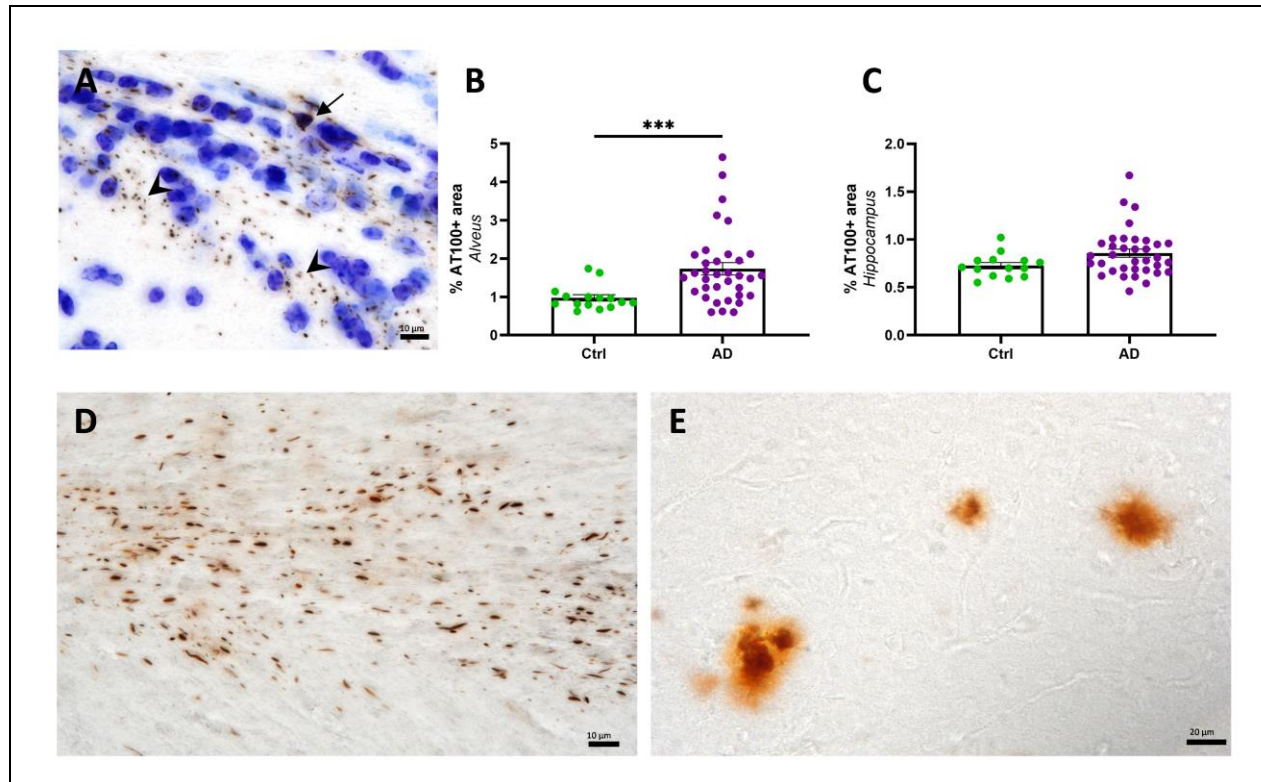 A
10 µm
B
***
% AT100+ area
Alveus
5
4
3
2
1
0
Ctrl
AD
C
% AT100+ area
Hippocampus
2.0
1.5
1.0
0.5
0.0
Ctrl
AD
D
10 µm
E
20 µm